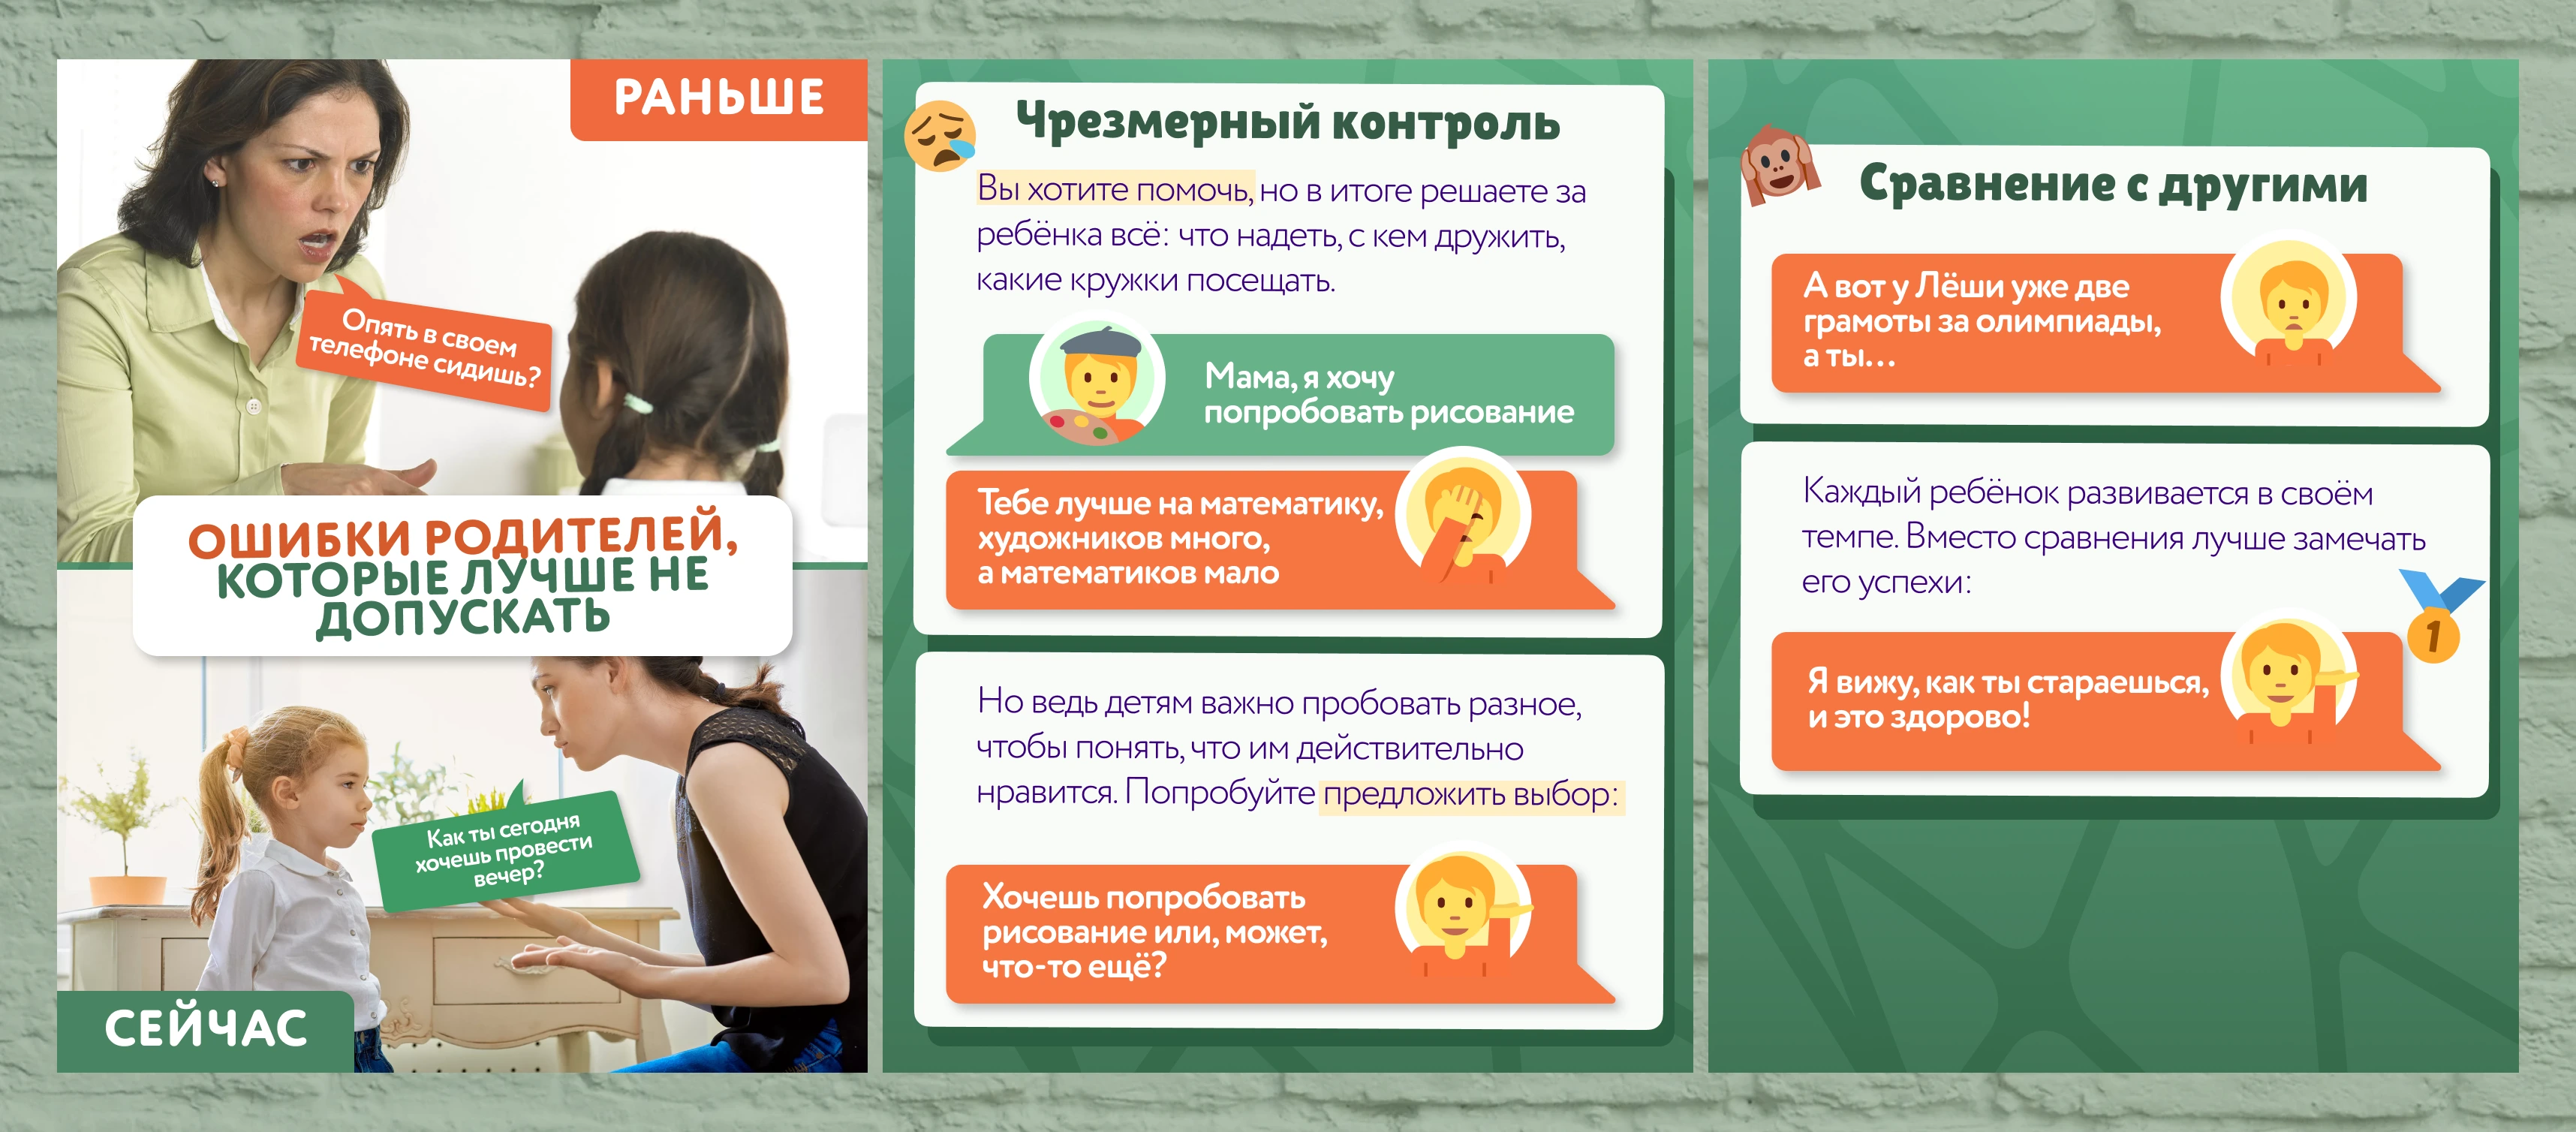 РАНЬШЕ
Опять в своем
телефоне сидишь?
ОШИБКИ РОДИТЕЛЕЙ,
КОТОРЫЕ ЛУЧШЕ НЕ
ДОПУСКАТЬ
Как ты сегодня
хочешь провести
вечер?
СЕЙЧАС
Чрезмерный контроль
Вы хотите помочь, но в итоге решаете за
ребёнка всё: что надеть, с кем дружить,
какие кружки посещать.
Мама, я хочу
попробовать рисование
Тебе лучше на математику,
художников много,
а математиков мало
Но ведь детям важно пробовать разное,
чтобы понять, что им действительно
нравится. Попробуйте предложить выбор:
Хочешь попробовать
рисование или, может,
что-то ещё?
Сравнение с другими
А вот у Лёши уже две
грамоты за олимпиады,
а ты...
Каждый ребёнок развивается в своём
темпе. Вместо сравнения лучше замечать
его успехи:
1
Я вижу, как ты стараешься,
и это здорово!